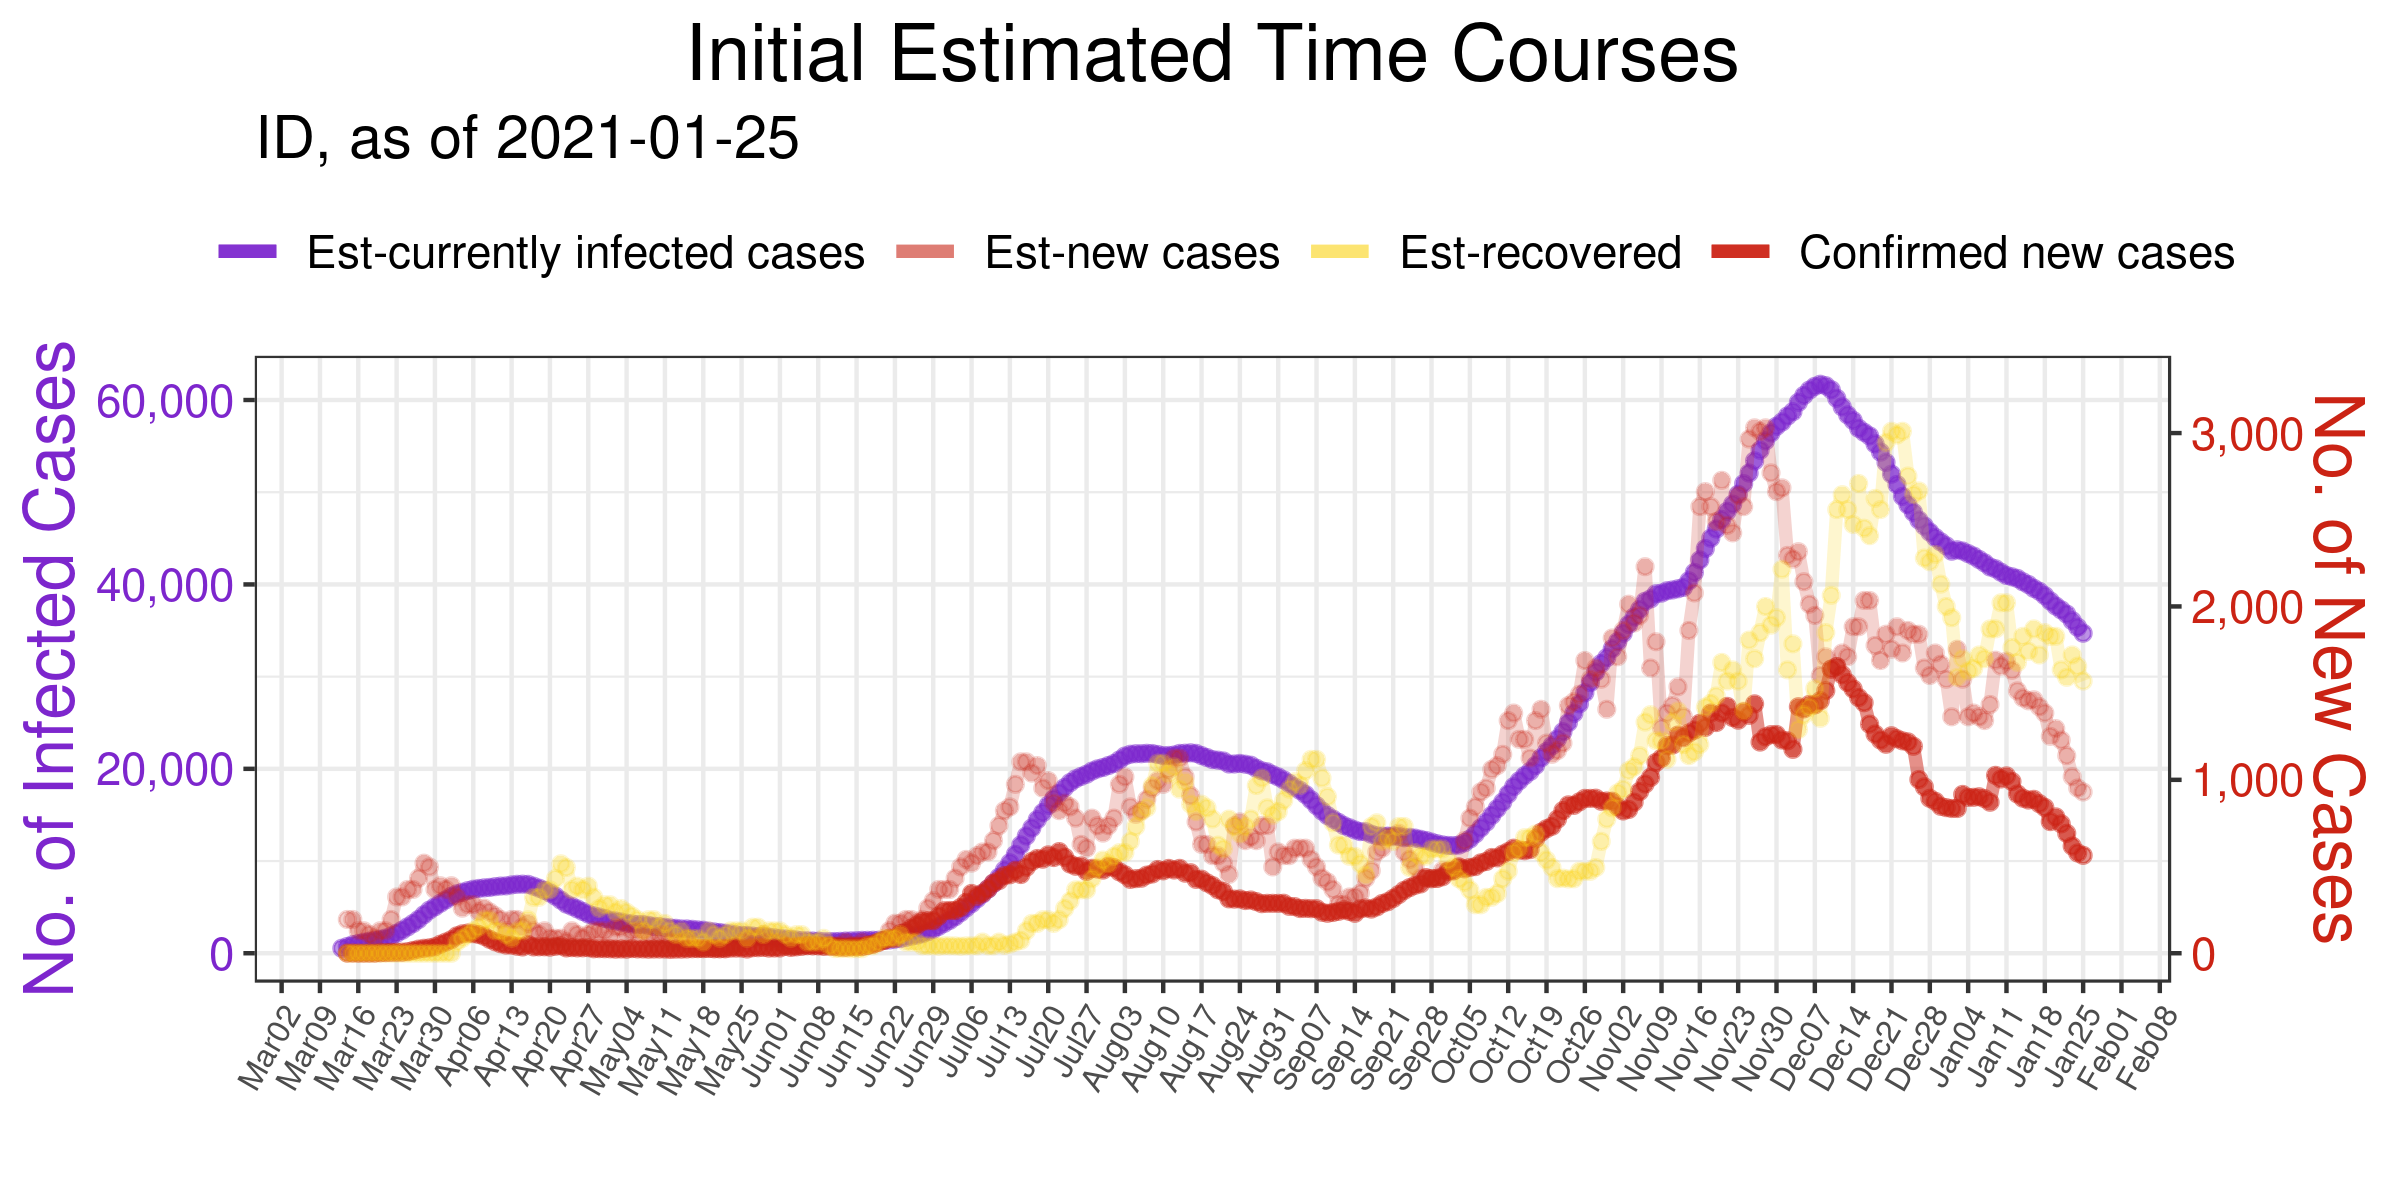 Initial Estimated Time Courses
ID, as of 2021-01-25
Est-currently infected cases
Est-new cases
Est-recovered
Confirmed new cases
No. of Infected Cases
60,000
40,000
20,000
0
3,000
2,000
1,000
0
No. of New Cases
Mar02
Mar09
Mar16
Mar23
Mar30
Apr06
Apr13
Apr20
Apr27
May04
May11
May18
May25
Jun01
Jun08
Jun15
Jun22
Jun29
Jul06
Jul13
Jul20
Jul27
Aug03
Aug10
Aug17
Aug24
Aug31
Sep07
Sep14
Sep21
Sep28
Oct05
Oct12
Oct19
Oct26
Nov02
Nov09
Nov16
Nov23
Nov30
Dec07
Dec14
Dec21
Dec28
Jan04
Jan11
Jan18
Jan25
Feb01
Feb08